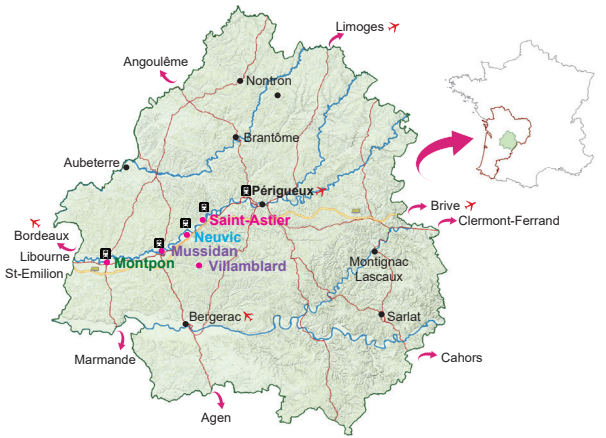 Limoges
Angoulême
Nontron
Brantôme
Aubeterre
Périgueux
Brive
Saint-Astier
Clermont-Ferrand
Bordeaux
Neuvic
Mussidan
Libourne
Montpon
Villamblard
Montignac
St-Emilion
Lascaux
Bergerac
Sarlat
Marmande
Cahors
Agen